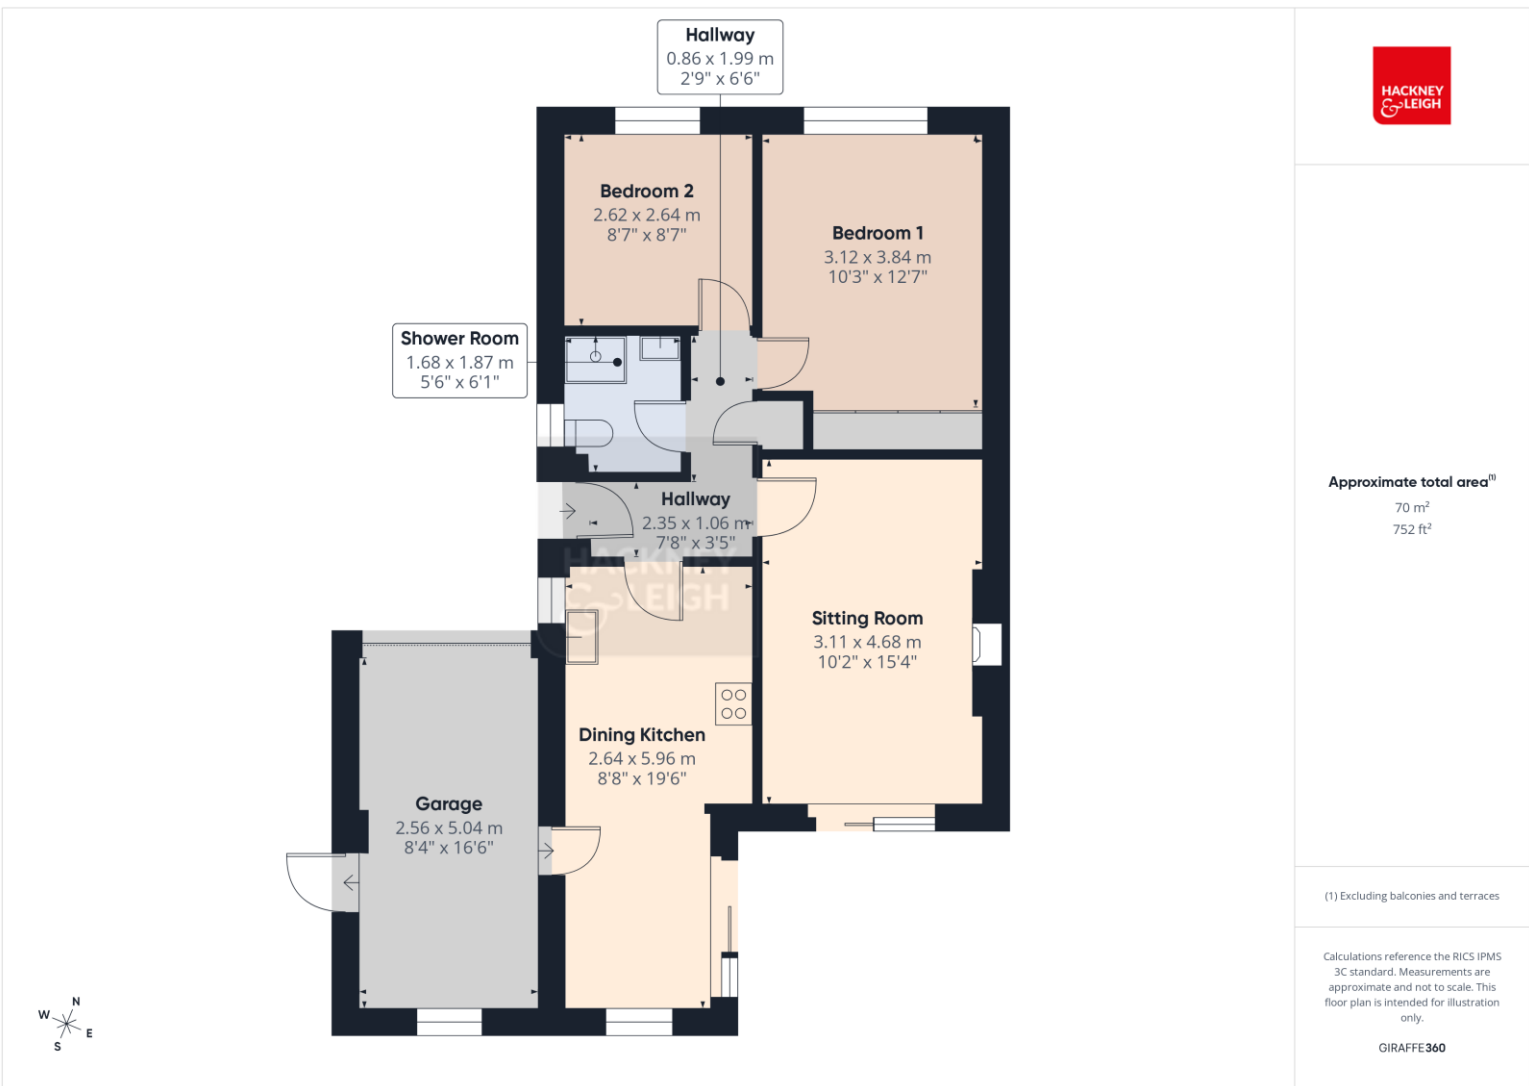 Hallway
0.86 x 1.99 m
2'9" x 6'6"
HACKNEY
& LEIGH
Bedroom 2
2.62 x 2.64 m
8'7" x 8'7"
Bedroom 1
3.12 x 3.84 m
10'3" x 12'7"
Shower Room
1.68 x 1.87 m
5'6" x 6'1"
Hallway
2.35 x 1.06 m
7'8" x 3'5"
HACKNEY
& LEIGH
Sitting Room
3.11 x 4.68 m
10'2" x 15'4"
Dining Kitchen
2.64 x 5.96 m
8'8" x 19'6"
Garage
2.56 x 5.04 m
8'4" x 16'6"
N
W
E
S
Approximate total area(1)
70 m²
752 ft²
(1) Excluding balconies and terraces
Calculations reference the RICS IPMS
3C standard. Measurements are
approximate and not to scale. This
floor plan is intended for illustration
only.
GIRAFFE360